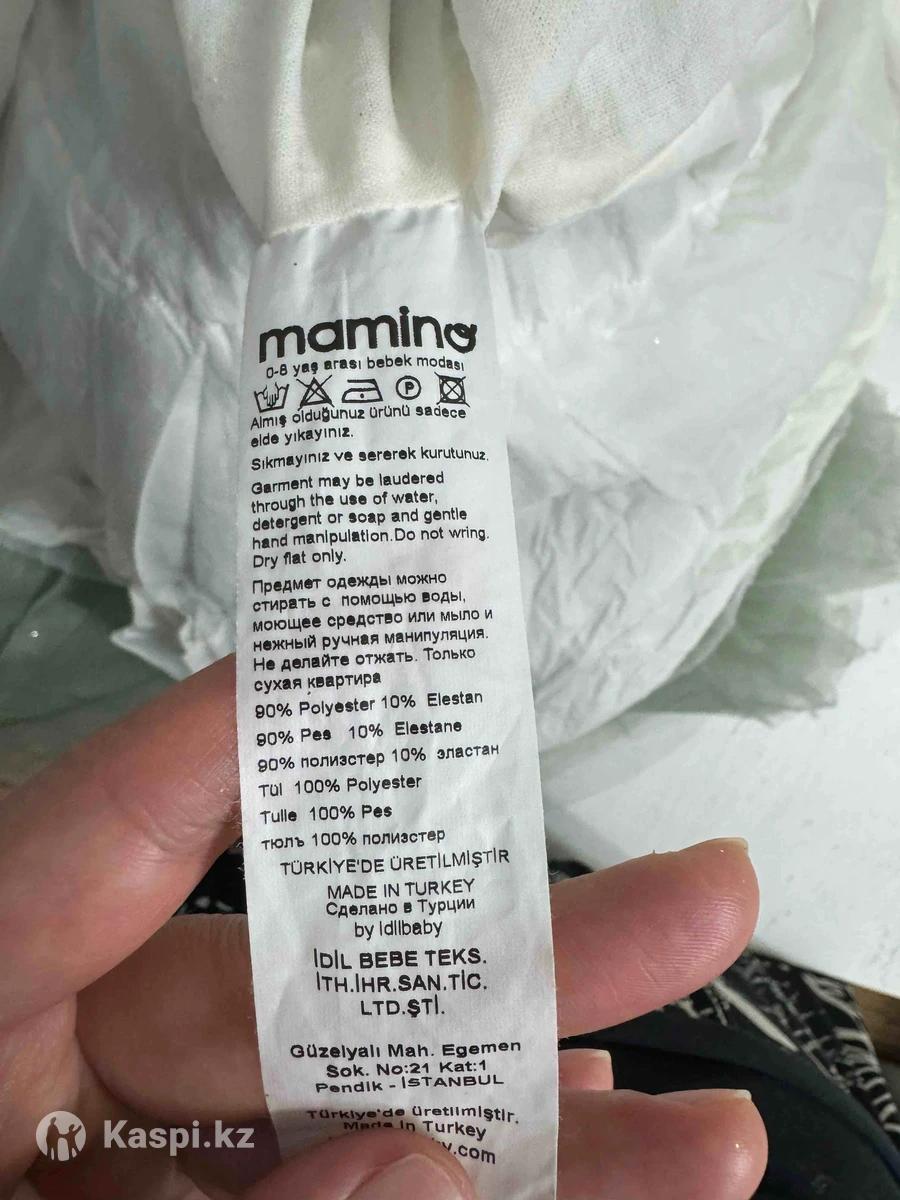 mamino
0-8 yaş arası bebek modası
P
Almış olduğunuz ürünü sadece
elde yıkayınız.
Sıkmayınız ve sererek kurutunuz.
Garment may be laudered
through the use of water,
detergent or soap and gentle
hand manipulation.Do not wring.
Dry flat only.
Предмет одежды можно
стирать с помощью воды,
моющее средство или мыло и
нежный ручная манипуляция.
Не делайте отжать. Только
сухая квартира
90% Polyester 10% Elestan
90% Pes 10% Elestane
90% полиэстер 10% эластан
Tül 100% Polyester
Tulle 100% Pes
тюль 100% полиэстер
TÜRKİYE'DE ÜRETİLMİŞTİR
MADE IN TURKEY
Сделано в Турции
by idilbaby
İDİL BEBE TEKS.
İTH.İHR.SAN.TİC.
LTD.ŞTİ.
Güzelyalı Mah. Egemen
Sok. No:21 Kat:1
Pendik - İSTANBUL
Türkiye'de üretilmiştir.
Made in Turkey
.com
Kaspi.kz